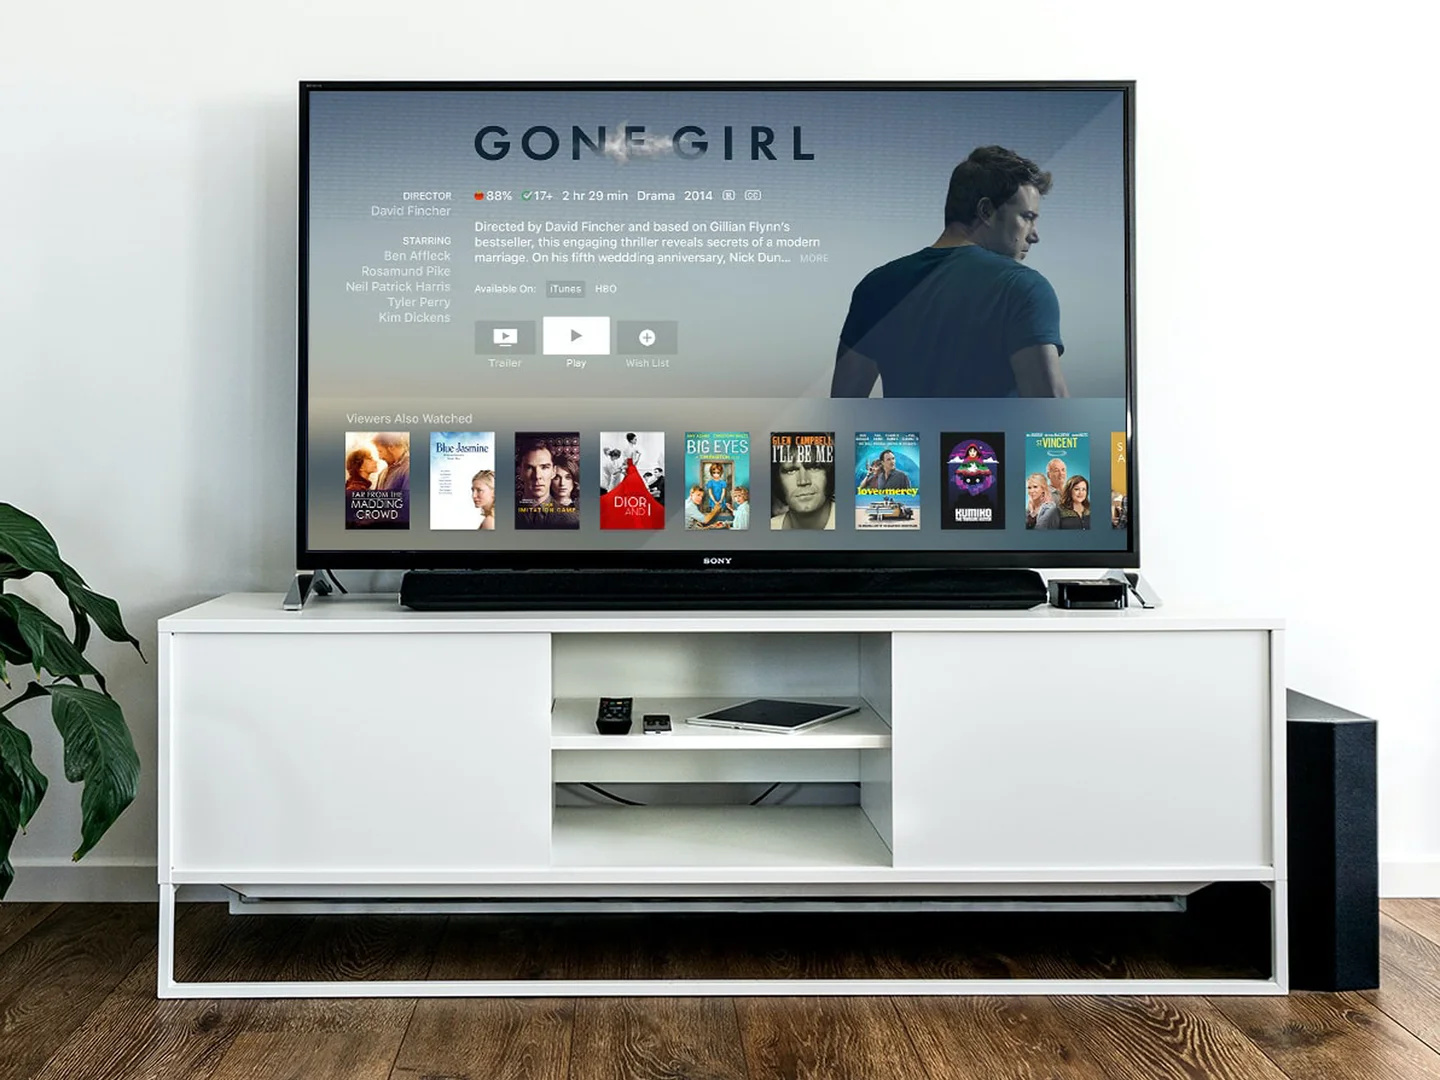 GONE GIRL
DIRECTOR
David Fincher
STARRING
Ben Affleck
Rosamund Pike
Neil Patrick Harris
Tyler Perry
Kim Dickens
88% 17+ 2 hr 29 min Drama 2014 R CC
Directed by David Fincher and based on Gillian Flynn's
bestseller, this engaging thriller reveals secrets of a modern
marriage. On his fifth weddding anniversary, Nick Dun... MORE
Available On: iTunes HBO
Trailer
Play
Wish List
Viewers Also Watched
FAR FROM THE
MADDING
CROWD
Blue Jasmine
THE
IMITATION GAME
DIOR
AND I
BIG EYES
GLEN CAMPBELL
I'LL BE ME
love&mercy
KUMIKO
ST. VINCENT
S
A
SONY